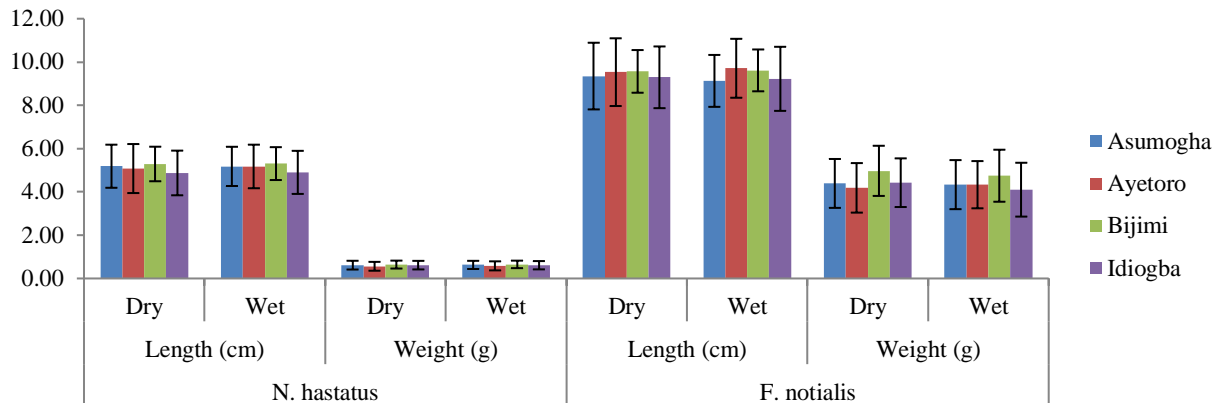 12.00
10.00
8.00
6.00
4.00
2.00
0.00
Dry Wet Dry Wet Dry Wet Dry Wet
Length (cm) Weight (g) Length (cm) Weight (g)
N. hastatus F. notialis
Asumogha
Ayetoro
Bijimi
Idiogba